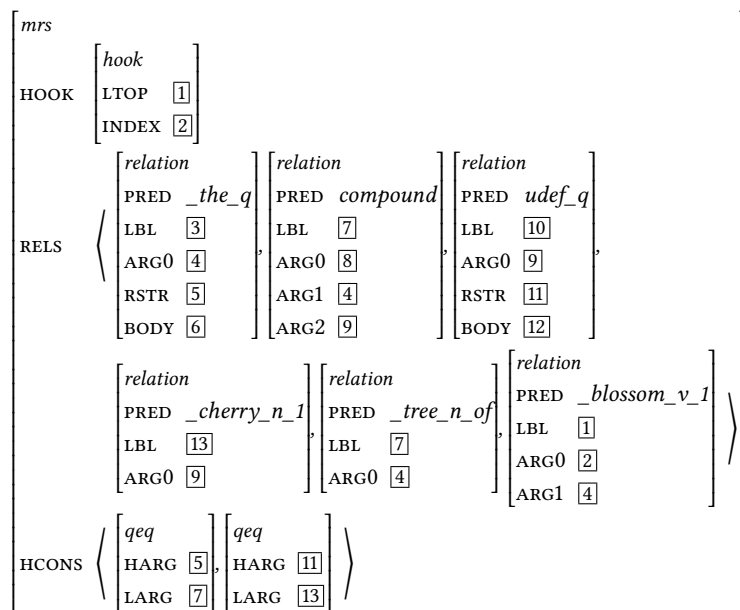 mrs
HOOK hook
LTOP 1
INDEX 2
RELS ⟨ relation
PRED _the_q
LBL 3
ARG0 4
RSTR 5
BODY 6
, relation
PRED compound
LBL 7
ARG0 8
ARG1 4
ARG2 9
, relation
PRED udef_q
LBL 10
ARG0 9
RSTR 11
BODY 12
,
relation
PRED _cherry_n_1
LBL 13
ARG0 9
, relation
PRED _tree_n_of
LBL 7
ARG0 4
, relation
PRED _blossom_v_1
LBL 1
ARG0 2
ARG1 4
⟩
HCONS ⟨ qeq
HARG 5
LARG 7
, qeq
HARG 11
LARG 13
⟩